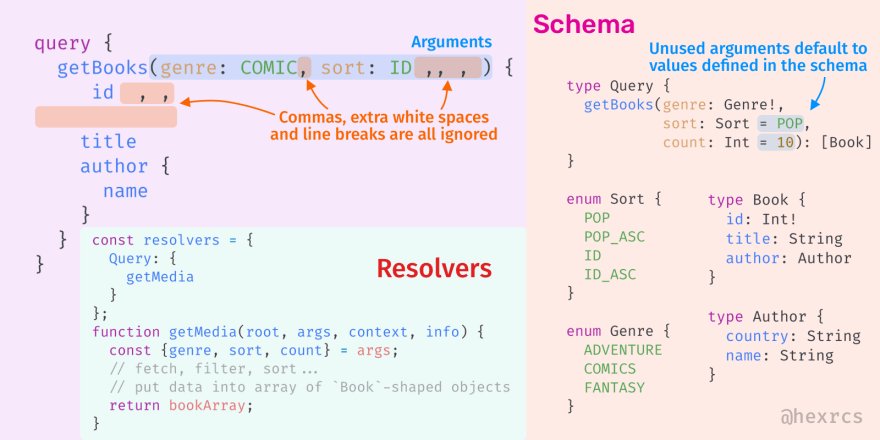 query {
Arguments
getBooks(genre: COMIC, sort: ID ,, , ) {
id , ,
Commas, extra white spaces
and line breaks are all ignored
title
author {
name
}
}
}
const resolvers = {
Query: {
getMedia
}
};
Resolvers
function getMedia(root, args, context, info) {
const {genre, sort, count} = args;
// fetch, filter, sort...
// put data into array of `Book`-shaped objects
return bookArray;
}
Schema
Unused arguments default to
values defined in the schema
type Query {
getBooks(genre: Genre!,
sort: Sort = POP,
count: Int = 10): [Book]
}
enum Sort {
POP
POP_ASC
ID
ID_ASC
}
type Book {
id: Int!
title: String
author: Author
}
enum Genre {
ADVENTURE
COMICS
FANTASY
}
type Author {
country: String
name: String
}
@hexrcs